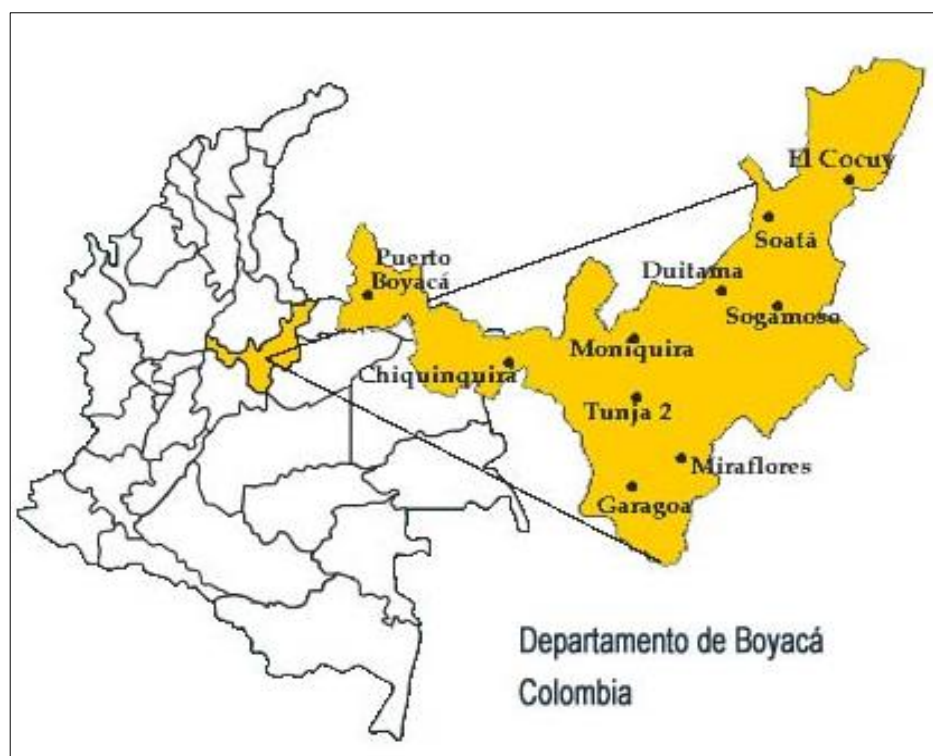 El Cocuy
Soatá
Puerto
Boyacá
Duitama
Sogamoso
Moniquira
Chiquinquira
Tunja 2
Miraflores
Garagoa
Departamento de Boyacá
Colombia